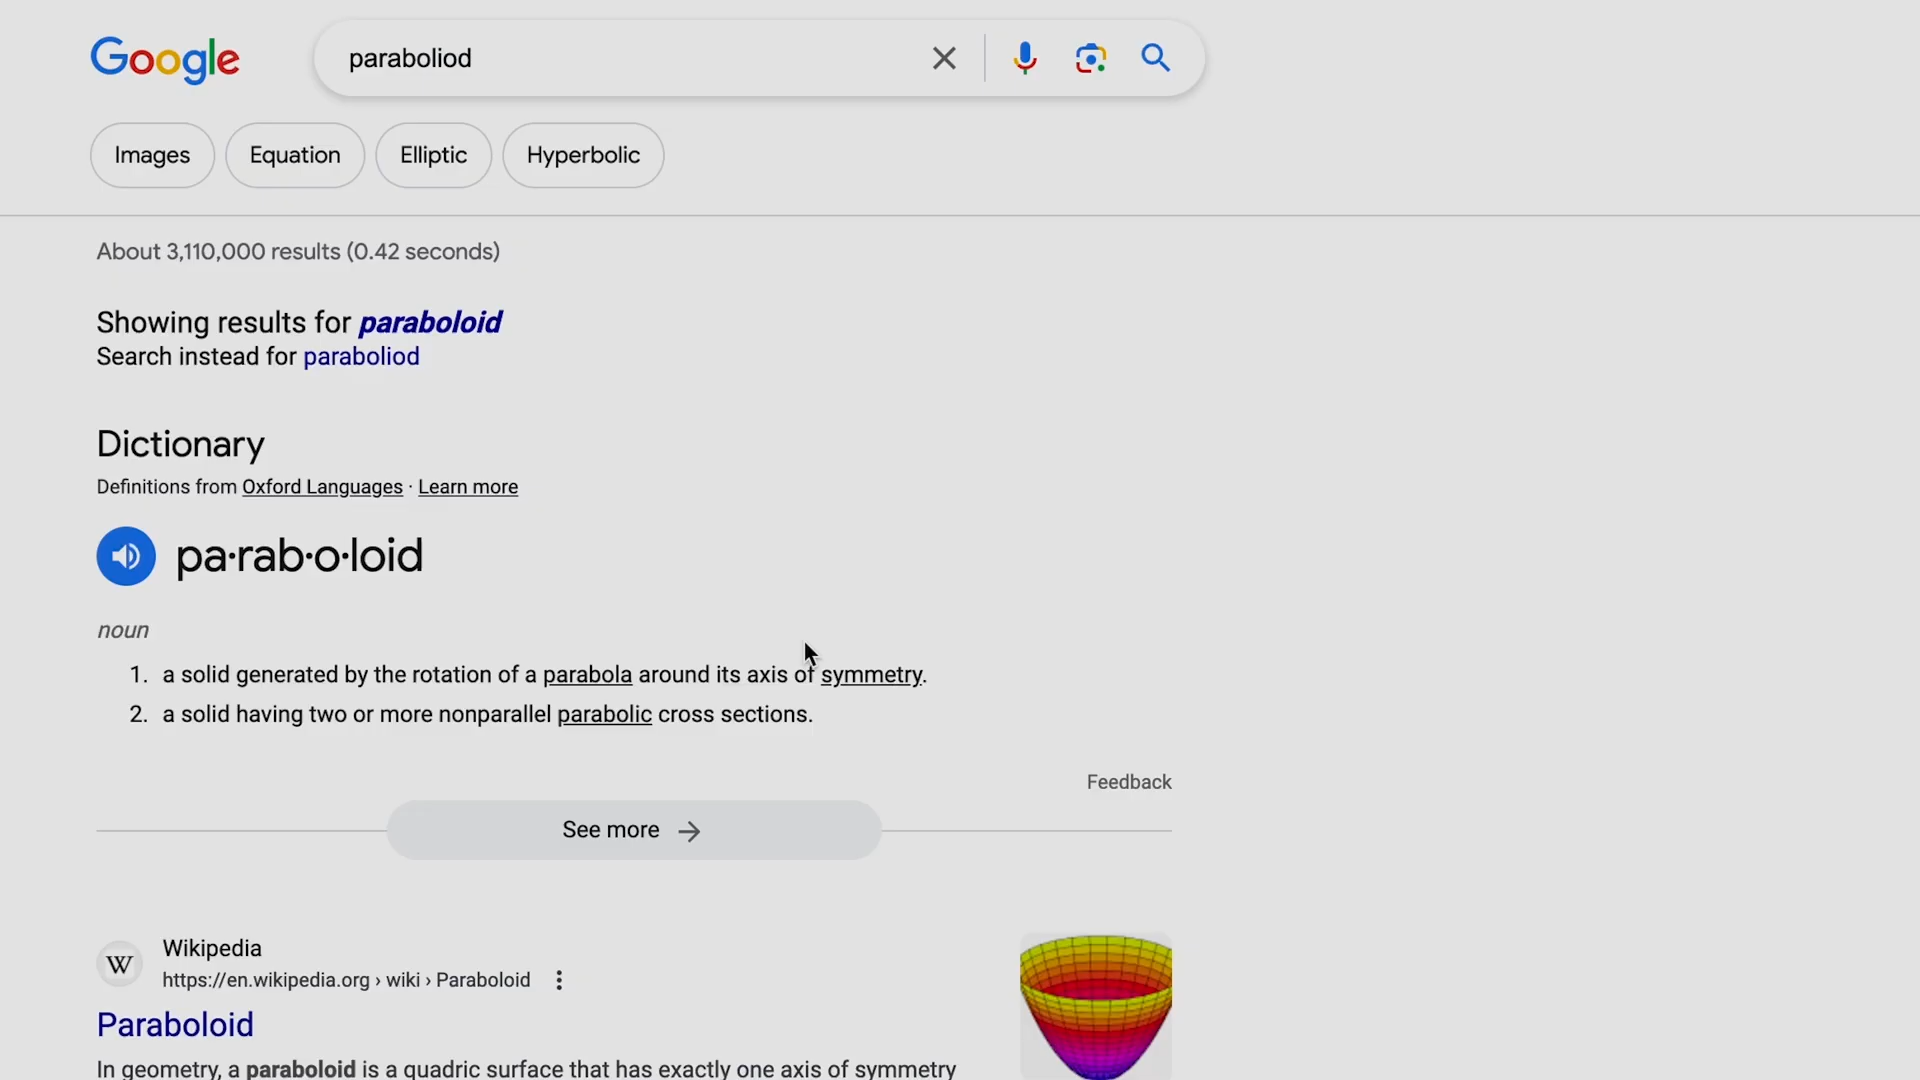 Google
paraboliod
Images Equation Elliptic Hyperbolic
About 3,110,000 results (0.42 seconds)
Showing results for paraboloid
Search instead for paraboliod
Dictionary
Definitions from Oxford Languages · Learn more
pa·rab·o·loid
noun
1. a solid generated by the rotation of a parabola around its axis of symmetry.
2. a solid having two or more nonparallel parabolic cross sections.
Feedback
See more →
W Wikipedia
https://en.wikipedia.org › wiki › Paraboloid
Paraboloid
In geometry, a paraboloid is a quadric surface that has exactly one axis of symmetry